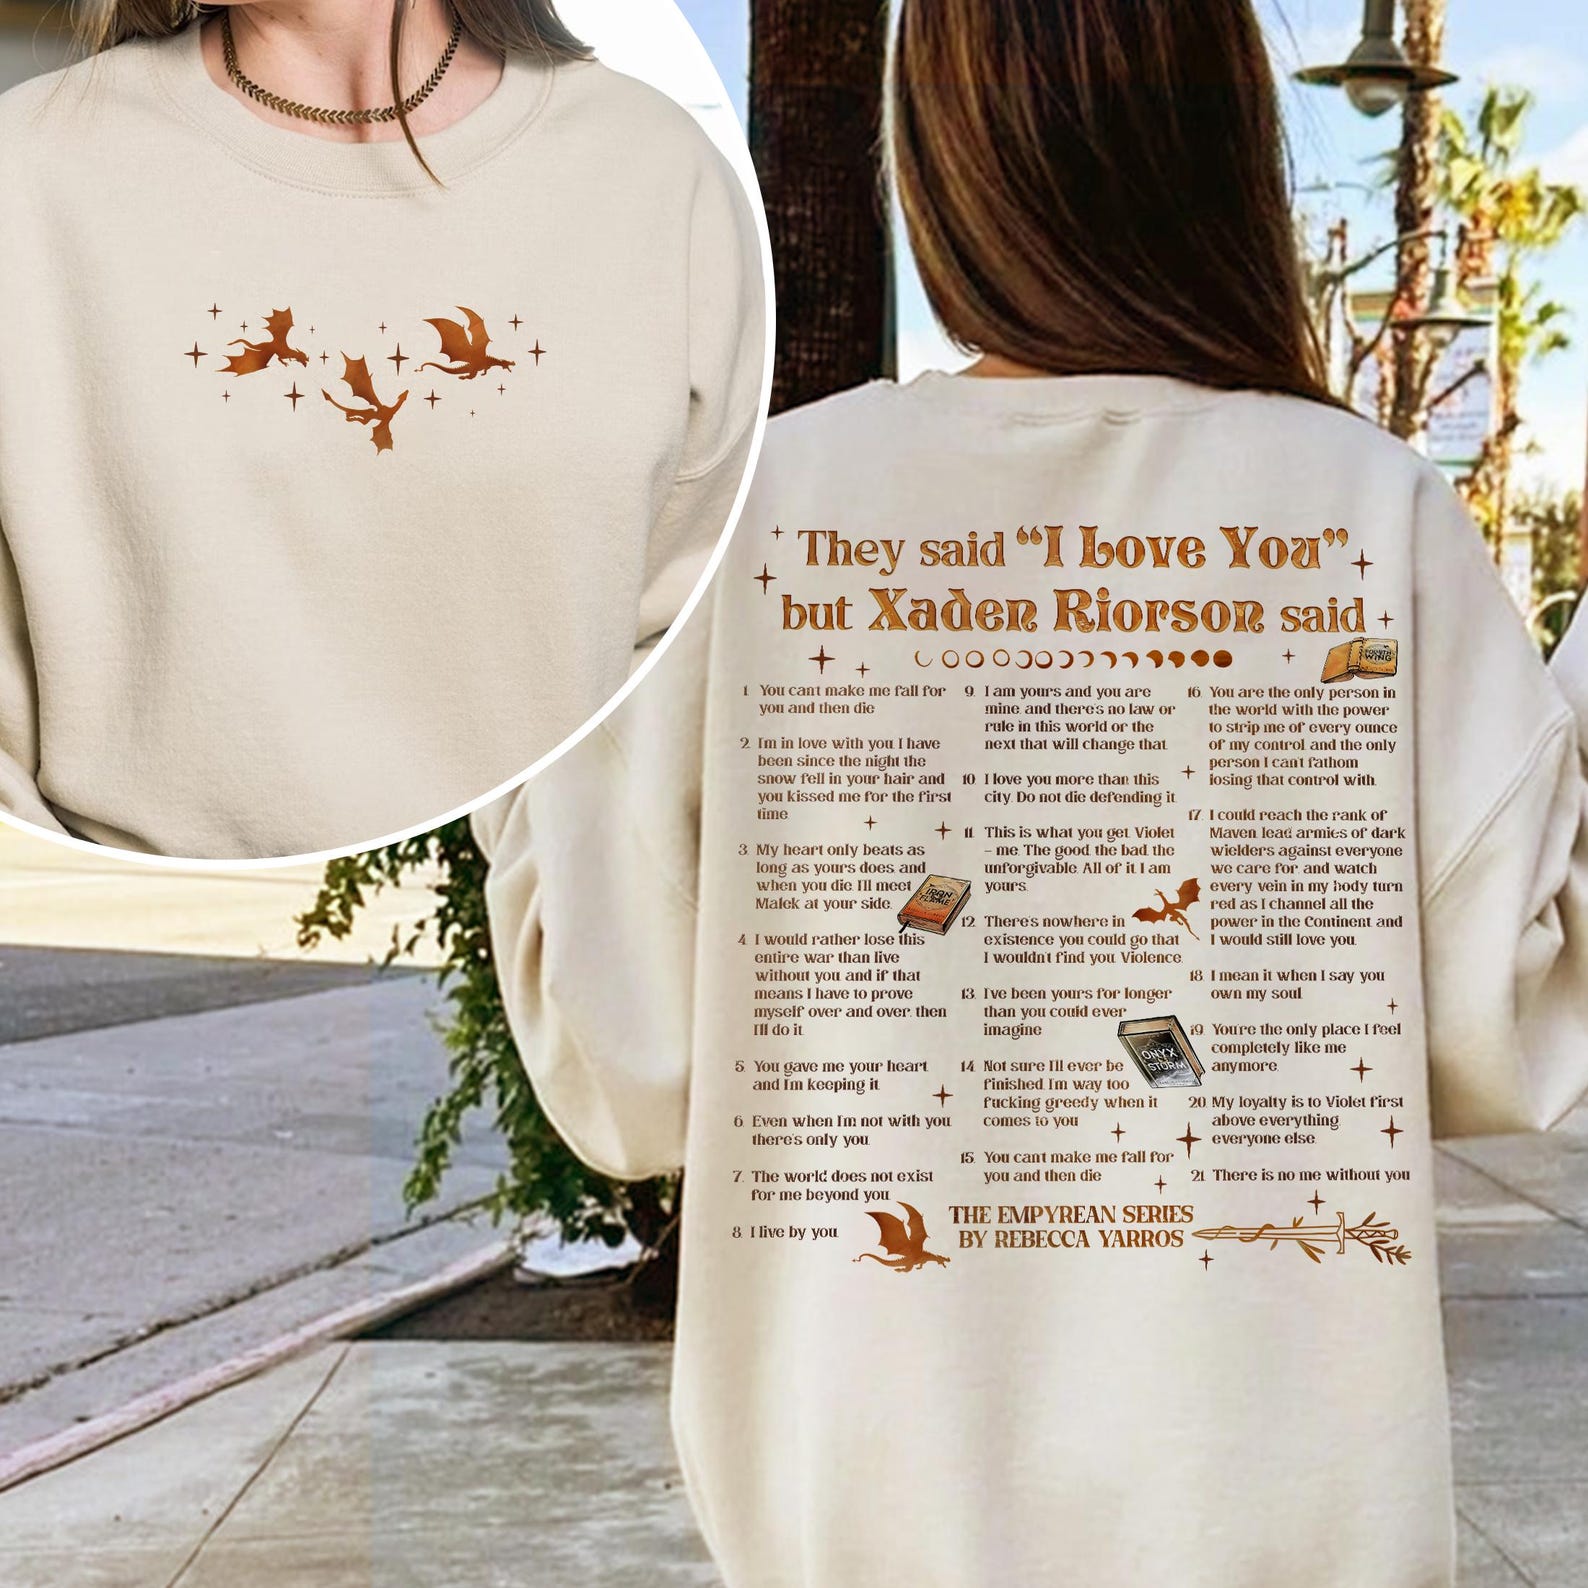 They said “I Love You”
but Xaden Riorson said
FOURTH
WING
1. You cant make me fall for
you and then die
2. I'm in love with you I have
been since the night the
snow fell in your hair and
you kissed me for the first
time
3. My heart only beats as
long as yours does, and
when you die I'll meet
Malek at your side.
IRON
FLAME
4. I would rather lose this
entire war than live
without you and if that
means I have to prove
myself over and over, then
I'll do it
5. You gave me your heart
and I'm keeping it
6. Even when I'm not with you
there's only you
7. The world does not exist
for me beyond you
8. I live by you
9. I am yours and you are
mine, and there's no law or
rule in this world or the
next that will change that
10. I love you more than this
city. Do not die defending it
11. This is what you get, Violet
– me. The good, the bad, the
unforgivable. All of it. I am
yours.
12. There's nowhere in
existence you could go that
I wouldn't find you, Violence.
13. I've been yours for longer
than you could ever
imagine
ONYX
STORM
14. Not sure I'll ever be
finished. I'm way too
fucking greedy when it
comes to you
15. You cant make me fall for
you and then die
16. You are the only person in
the world with the power
to strip me of every ounce
of my control and the only
person I can't fathom
losing that control with.
17. I could reach the rank of
Maven, lead armies of dark
wielders against everyone
we care for, and watch
every vein in my body turn
red as I channel all the
power in the Continent, and
I would still love you.
18. I mean it when I say you
own my soul
19. You're the only place I feel
completely like me
anymore.
20. My loyalty is to Violet first
above everything,
everyone else.
21. There is no me without you
THE EMPYREAN SERIES
BY REBECCA YARROS